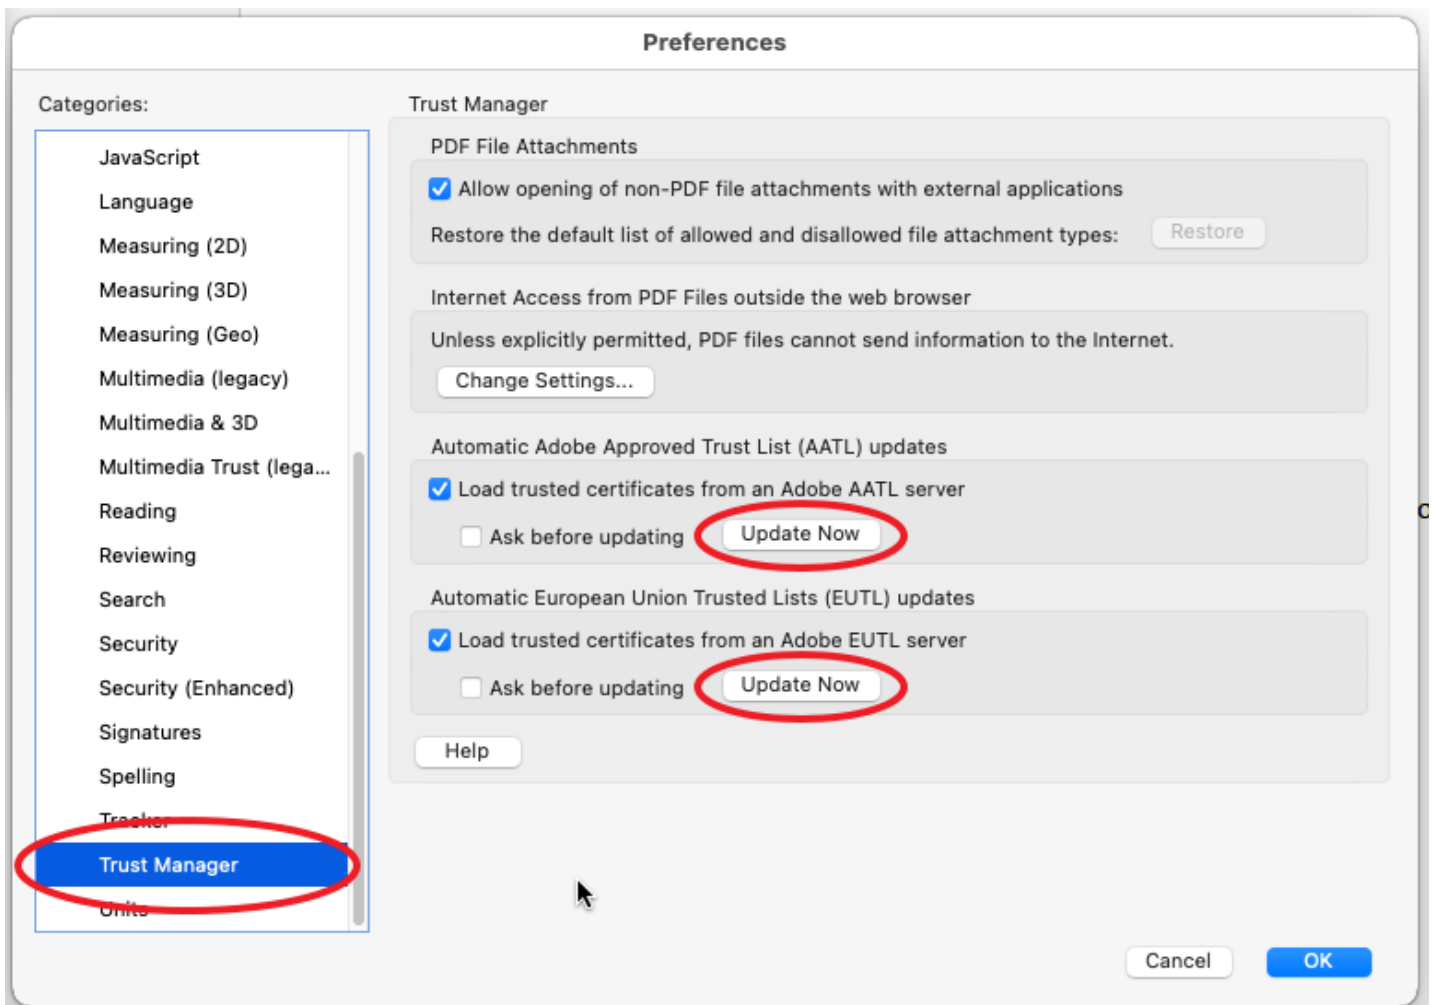 Preferences
Categories:
JavaScript
Language
Measuring (2D)
Measuring (3D)
Measuring (Geo)
Multimedia (legacy)
Multimedia & 3D
Multimedia Trust (lega...
Reading
Reviewing
Search
Security
Security (Enhanced)
Signatures
Spelling
Tracker
Trust Manager
Units
Trust Manager
PDF File Attachments
Allow opening of non-PDF file attachments with external applications
Restore the default list of allowed and disallowed file attachment types: Restore
Internet Access from PDF Files outside the web browser
Unless explicitly permitted, PDF files cannot send information to the Internet.
Change Settings...
Automatic Adobe Approved Trust List (AATL) updates
Load trusted certificates from an Adobe AATL server
Ask before updating Update Now
Automatic European Union Trusted Lists (EUTL) updates
Load trusted certificates from an Adobe EUTL server
Ask before updating Update Now
Help
Cancel OK